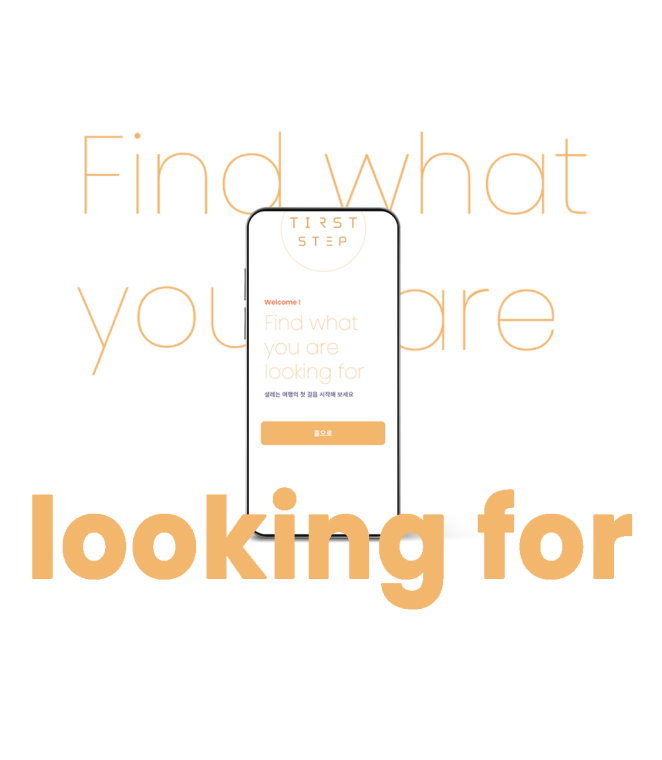 Find what
you are
looking for
TIRST
STEP
Welcome !
Find what
you are
looking for
설레는 여행의 첫 걸음 시작해 보세요
홈으로